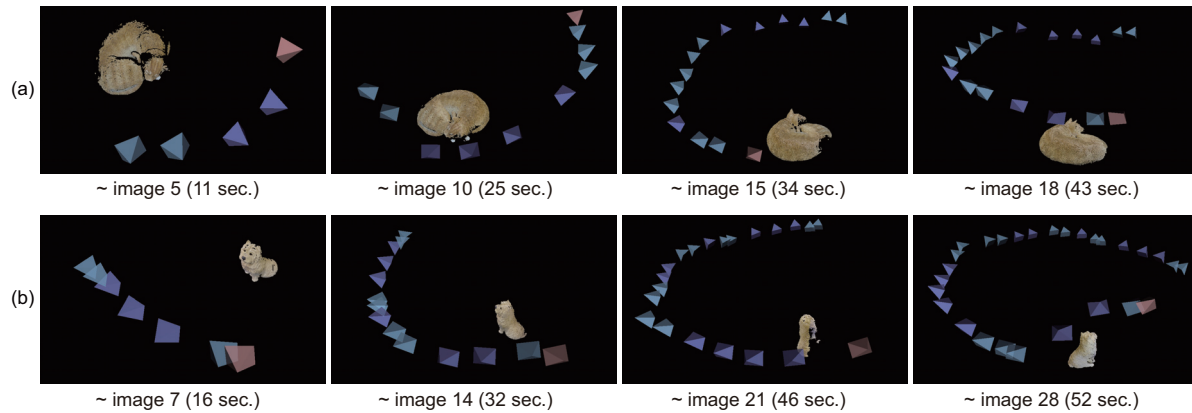 (a)
~ image 5 (11 sec.)
~ image 10 (25 sec.)
~ image 15 (34 sec.)
~ image 18 (43 sec.)
(b)
~ image 7 (16 sec.)
~ image 14 (32 sec.)
~ image 21 (46 sec.)
~ image 28 (52 sec.)